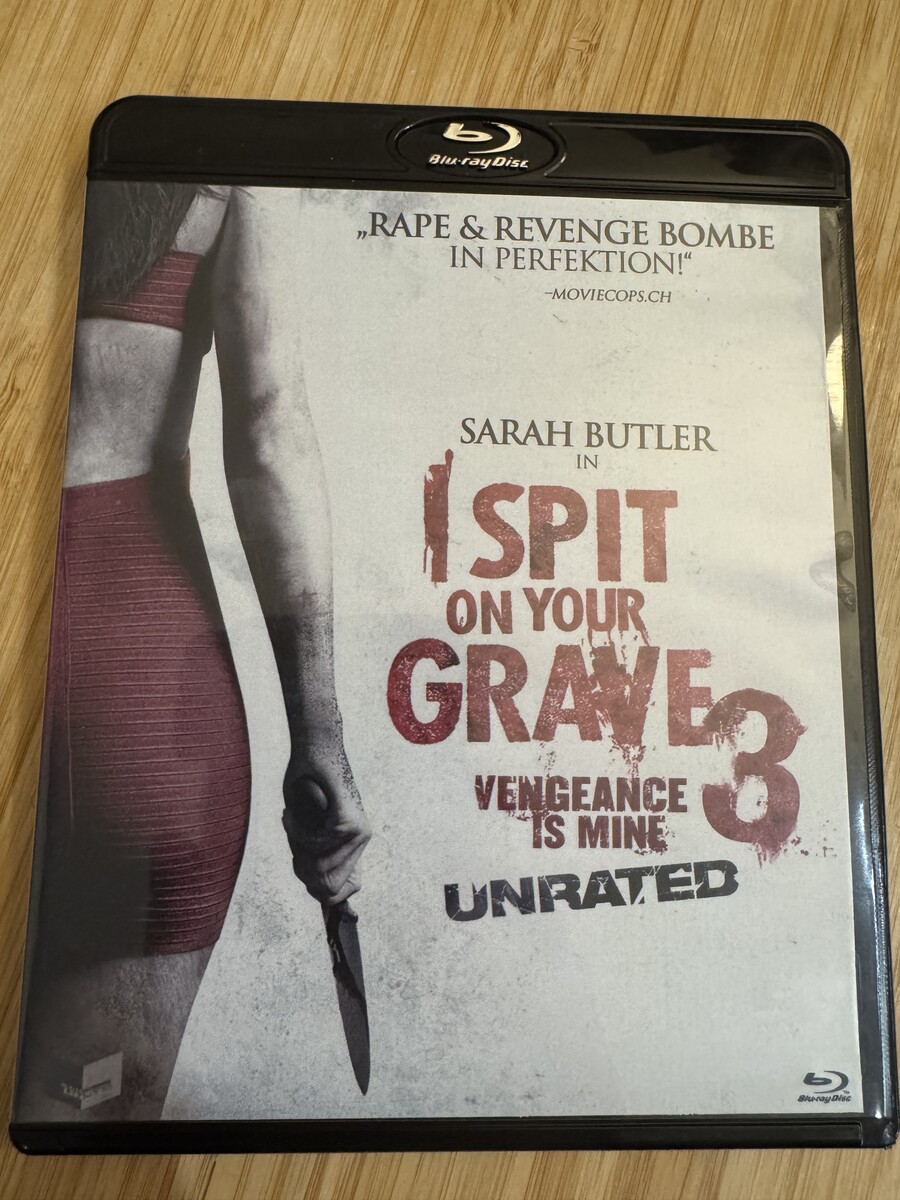 Blu-ray Disc
„RAPE & REVENGE BOMBE
IN PERFEKTION!“
–MOVIECOPS.CH
SARAH BUTLER
IN
I SPIT
ON YOUR
GRAVE 3
VENGEANCE
IS MINE
UNRATED
Blu-ray Disc